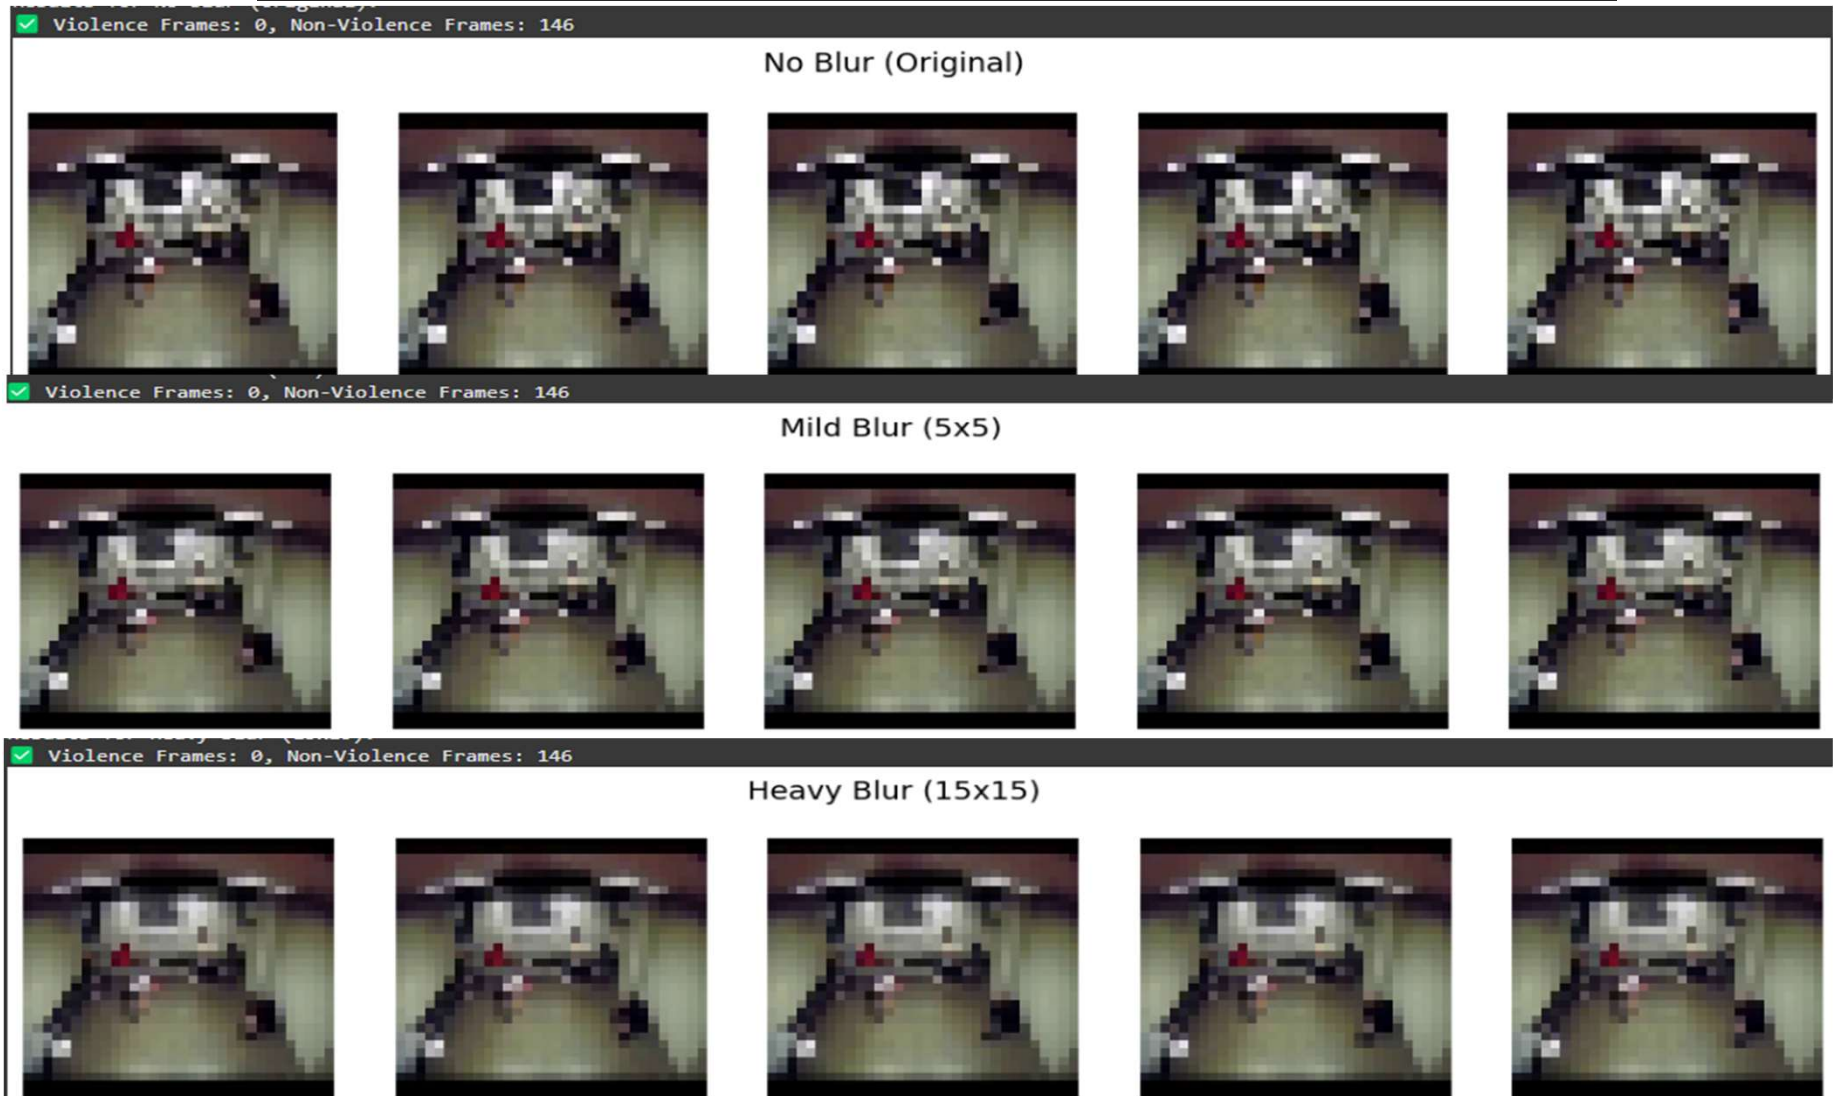 Violence Frames: 0, Non-Violence Frames: 146
No Blur (Original)
Violence Frames: 0, Non-Violence Frames: 146
Mild Blur (5x5)
Violence Frames: 0, Non-Violence Frames: 146
Heavy Blur (15x15)